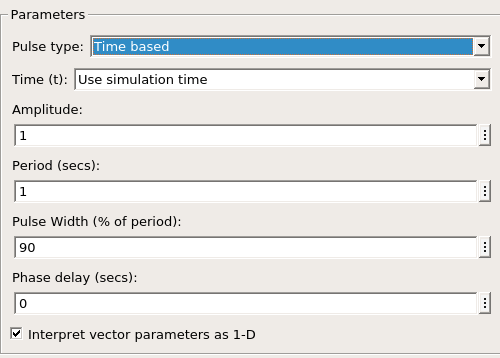 Parameters
Pulse type: Time based
Time (t): Use simulation time
Amplitude:
1
Period (secs):
1
Pulse Width (% of period):
90
Phase delay (secs):
0
Interpret vector parameters as 1-D